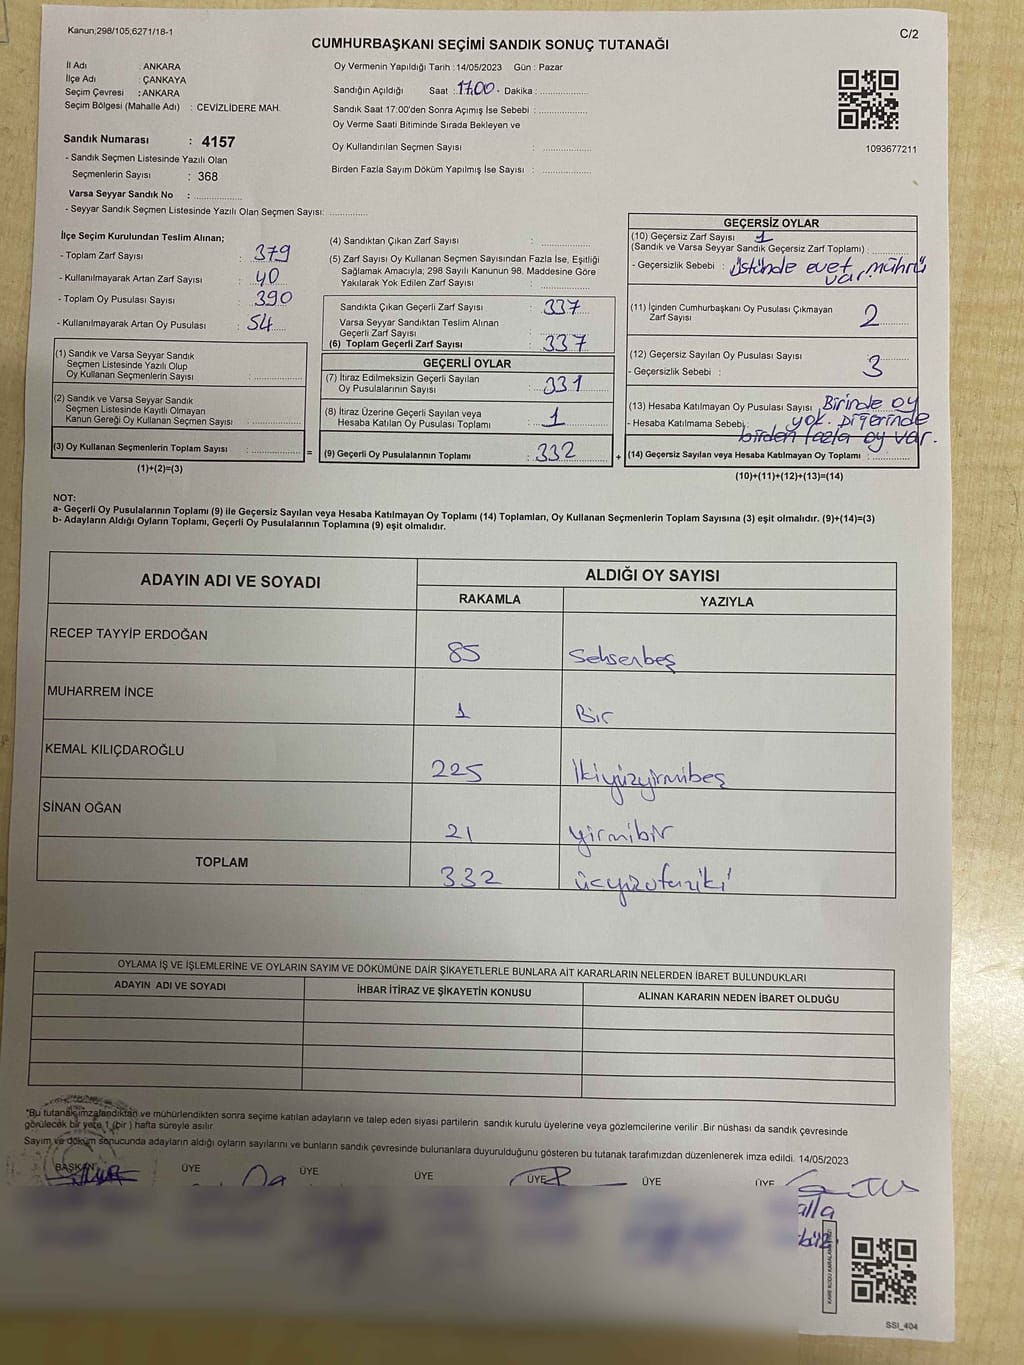 Kanun;298/105;6271/18-1
C/2
CUMHURBAŞKANI SEÇİMİ SANDIK SONUÇ TUTANAĞI
İl Adı : ANKARA
İlçe Adı : ÇANKAYA
Seçim Çevresi : ANKARA
Seçim Bölgesi (Mahalle Adı) : CEVİZLİDERE MAH.
Oy Vermenin Yapıldığı Tarih :14/05/2023 Gün : Pazar
Sandığın Açıldığı Saat : 17.00. Dakika : ..................
Sandık Saat 17:00'den Sonra Açımış İse Sebebi : ..................
Oy Verme Saati Bitiminde Sırada Bekleyen ve
Oy Kullandırılan Seçmen Sayısı : ..................
Birden Fazla Sayım Döküm Yapılmış İse Sayısı : ..................
1093677211
Sandık Numarası : 4157
- Sandık Seçmen Listesinde Yazılı Olan
Seçmenlerin Sayısı : 368
Varsa Seyyar Sandık No : ..................
- Seyyar Sandık Seçmen Listesinde Yazılı Olan Seçmen Sayısı: ..............
İlçe Seçim Kurulundan Teslim Alınan;
- Toplam Zarf Sayısı : 379
- Kullanılmayarak Artan Zarf Sayısı : 40
- Toplam Oy Pusulası Sayısı : 390
- Kullanılmayarak Artan Oy Pusulası : 54
(1) Sandık ve Varsa Seyyar Sandık
Seçmen Listesinde Yazılı Olup
Oy Kullanan Seçmenlerin Sayısı : ..................
(2) Sandık ve Varsa Seyyar Sandık
Seçmen Listesinde Kayıtlı Olmayan
Kanun Gereği Oy Kullanan Seçmen Sayısı : ..................
(3) Oy Kullanan Seçmenlerin Toplam Sayısı : .................. =
(1)+(2)=(3)
(4) Sandıktan Çıkan Zarf Sayısı : ..................
(5) Zarf Sayısı Oy Kullanan Seçmen Sayısından Fazla İse, Eşitliği
Sağlamak Amacıyla; 298 Sayılı Kanunun 98. Maddesine Göre
Yakılarak Yok Edilen Zarf Sayısı : ..................
Sandıkta Çıkan Geçerli Zarf Sayısı : 337
Varsa Seyyar Sandıktan Teslim Alınan
Geçerli Zarf Sayısı
(6) Toplam Geçerli Zarf Sayısı : 337
GEÇERLİ OYLAR
(7) İtiraz Edilmeksizin Geçerli Sayılan
Oy Pusulalarının Sayısı : 331
(8) İtiraz Üzerine Geçerli Sayılan veya
Hesaba Katılan Oy Pusulası Toplamı : 1
(9) Geçerli Oy Pusulalarının Toplamı : 332 +
GEÇERSİZ OYLAR
(10) Geçersiz Zarf Sayısı 1
(Sandık ve Varsa Seyyar Sandık Geçersiz Zarf Toplamı) :
- Geçersizlik Sebebi : üstünde evet mührü
var.
(11) İçinden Cumhurbaşkanı Oy Pusulası Çıkmayan
Zarf Sayısı 2
(12) Geçersiz Sayılan Oy Pusulası Sayısı 3
- Geçersizlik Sebebi :
(13) Hesaba Katılmayan Oy Pusulası Sayısı Birinde oy
- Hesaba Katılmama Sebebi: yok. Diğerinde
birden fazla oy var.
(14) Geçersiz Sayılan veya Hesaba Katılmayan Oy Toplamı : ............
(10)+(11)+(12)+(13)=(14)
NOT:
a- Geçerli Oy Pusulalarının Toplamı (9) ile Geçersiz Sayılan veya Hesaba Katılmayan Oy Toplamı (14) Toplamları, Oy Kullanan Seçmenlerin Toplam Sayısına (3) eşit olmalıdır. (9)+(14)=(3)
b- Adayların Aldığı Oyların Toplamı, Geçerli Oy Pusulalarının Toplamına (9) eşit olmalıdır.
ADAYIN ADI VE SOYADI
ALDIĞI OY SAYISI
RAKAMLA YAZIYLA
RECEP TAYYİP ERDOĞAN 85 Seksenbeş
MUHARREM İNCE 1 Bir
KEMAL KILIÇDAROĞLU 225 İkiyüzyirmibeş
SİNAN OĞAN 21 yirmibir
TOPLAM 332 üçyüzotuziki
OYLAMA İŞ VE İŞLEMLERİNE VE OYLARIN SAYIM VE DÖKÜMÜNE DAİR ŞİKAYETLERLE BUNLARA AİT KARARLARIN NELERDEN İBARET BULUNDUKLARI
ADAYIN ADI VE SOYADI İHBAR İTİRAZ VE ŞİKAYETİN KONUSU ALINAN KARARIN NEDEN İBARET OLDUĞU
*Bu tutanak imzalandıktan ve mühürlendikten sonra seçime katılan adayların ve talep eden siyasi partilerin sandık kurulu üyelerine veya gözlemcilerine verilir .Bir nüshası da sandık çevresinde
görülecek bir yere 1 (bir ) hafta süreyle asılır.
Sayım ve döküm sonucunda adayların aldığı oyların sayılarını ve bunların sandık çevresinde bulunanlara duyurulduğunu gösteren bu tutanak tarafımızdan düzenlenerek imza edildi. 14/05/2023
BAŞKAN ÜYE ÜYE ÜYE ÜYE ÜYE ÜYE
SSI_404